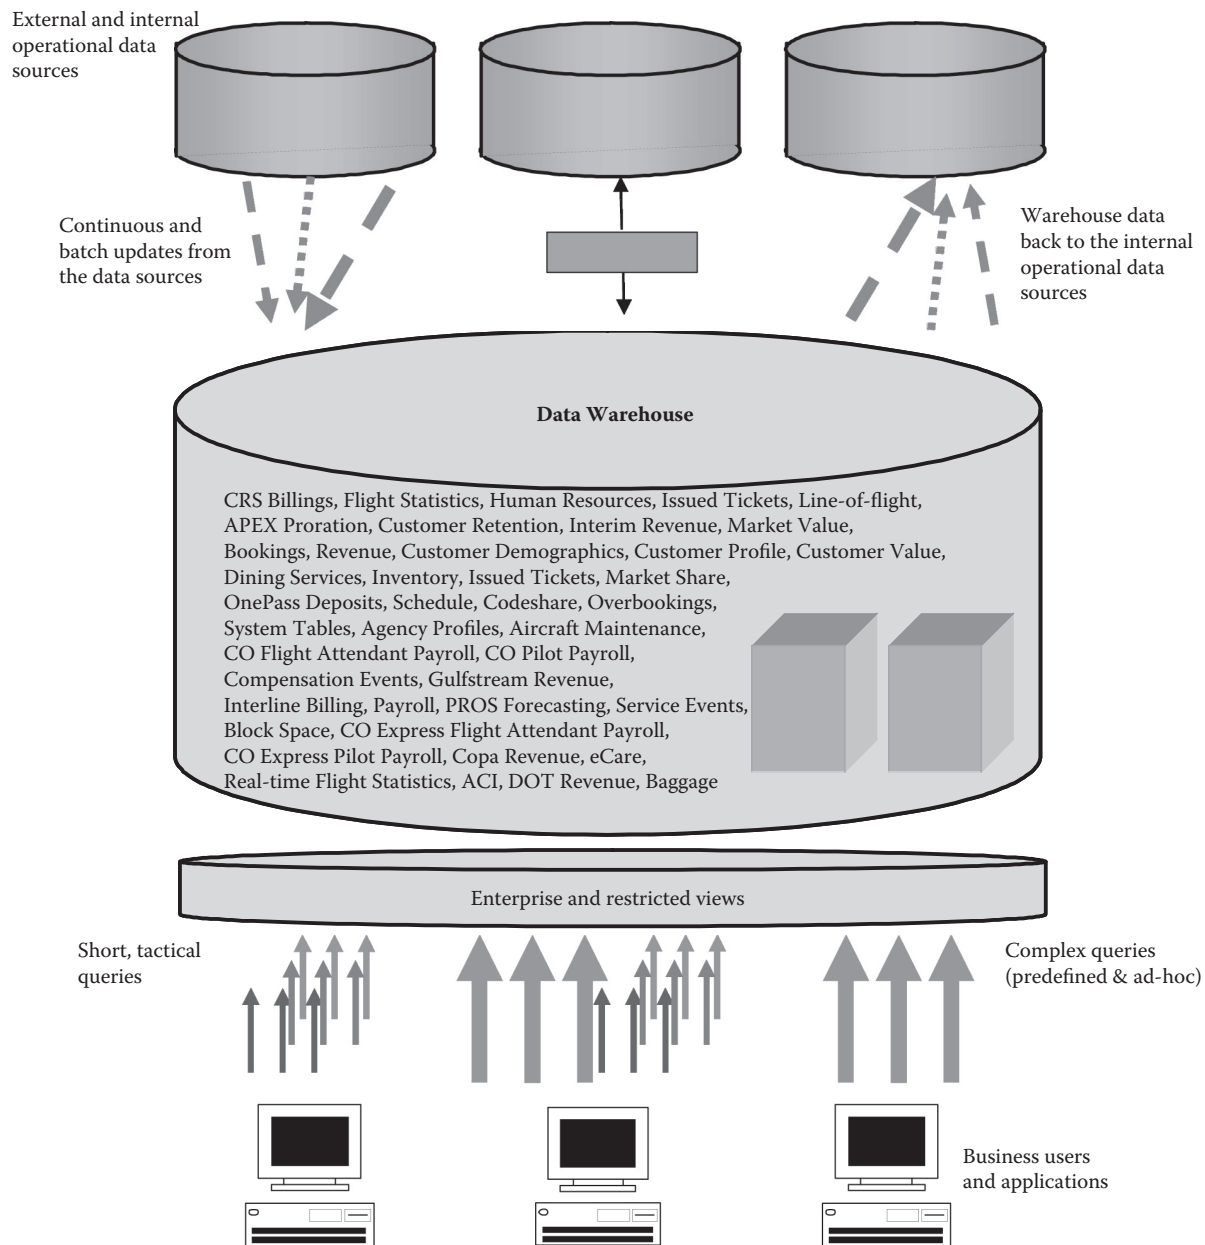 External and internal
operational data
sources
Continuous and
batch updates from
the data sources
Warehouse data
back to the internal
operational data
sources
Data Warehouse
CRS Billings, Flight Statistics, Human Resources, Issued Tickets, Line-of-flight,
APEX Proration, Customer Retention, Interim Revenue, Market Value,
Bookings, Revenue, Customer Demographics, Customer Profile, Customer Value,
Dining Services, Inventory, Issued Tickets, Market Share,
OnePass Deposits, Schedule, Codeshare, Overbookings,
System Tables, Agency Profiles, Aircraft Maintenance,
CO Flight Attendant Payroll, CO Pilot Payroll,
Compensation Events, Gulfstream Revenue,
Interline Billing, Payroll, PROS Forecasting, Service Events,
Block Space, CO Express Flight Attendant Payroll,
CO Express Pilot Payroll, Copa Revenue, eCare,
Real-time Flight Statistics, ACI, DOT Revenue, Baggage
Enterprise and restricted views
Short, tactical
queries
Complex queries
(predefined & ad-hoc)
Business users
and applications